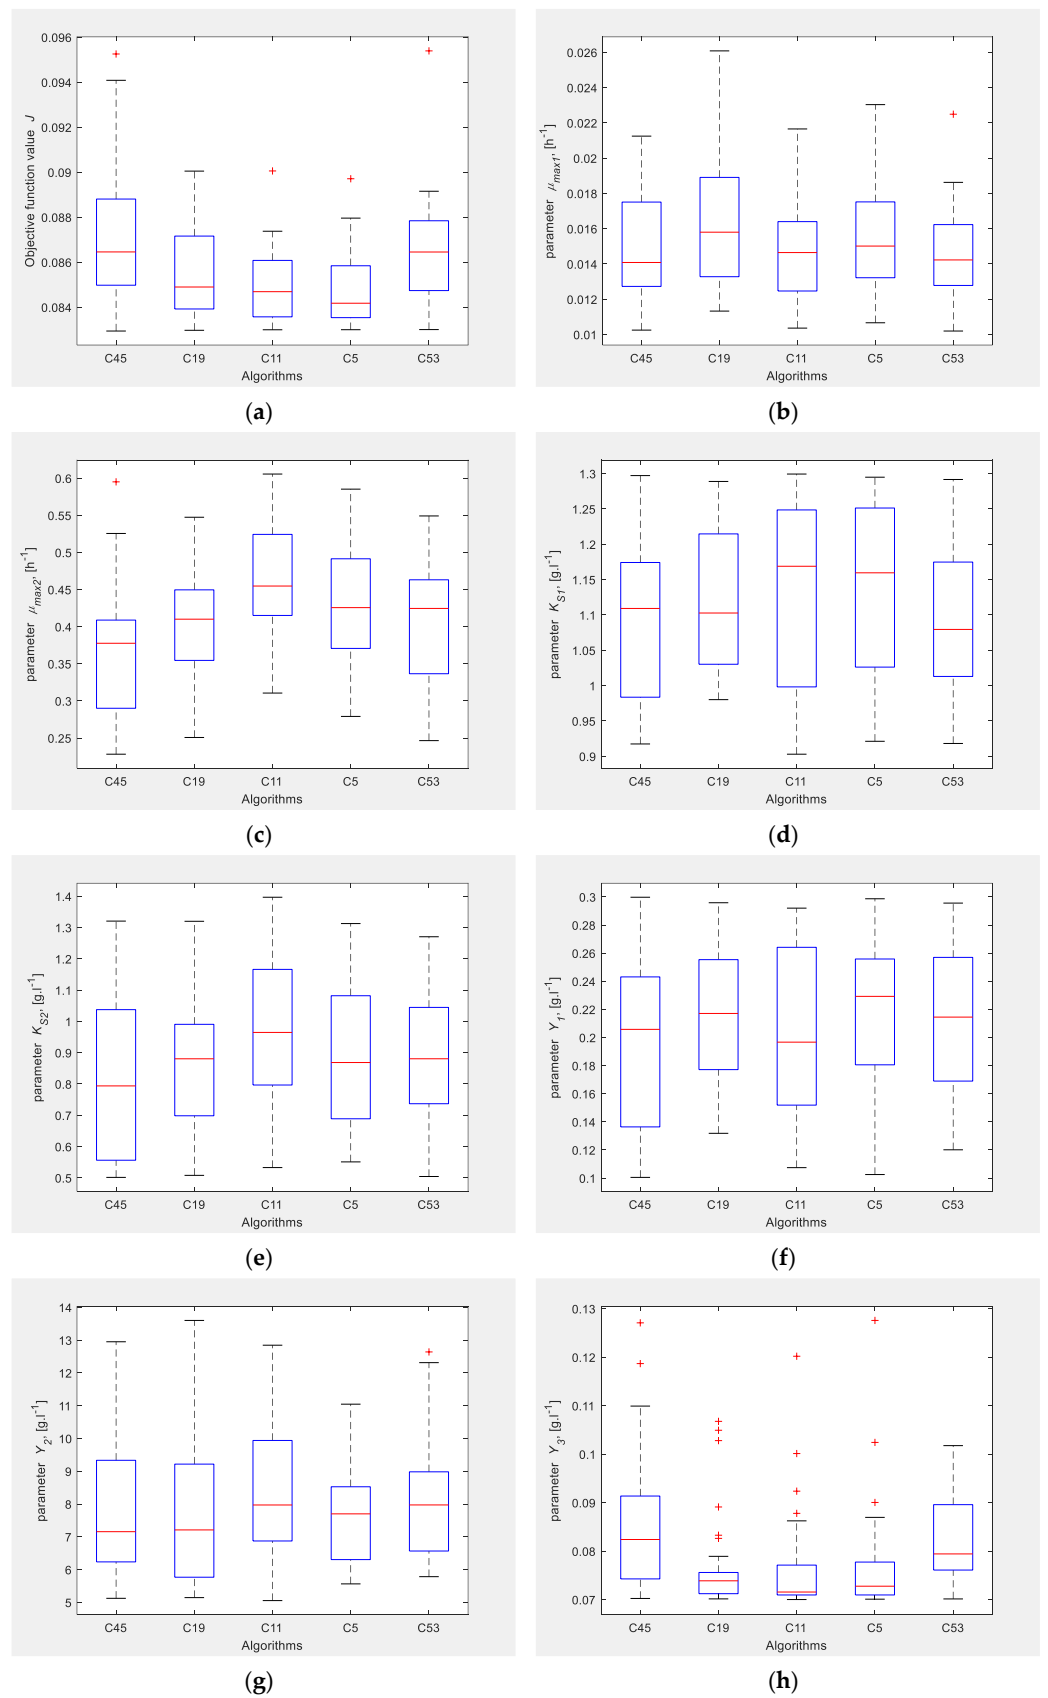 0.096
0.094
0.092
0.09
0.088
0.086
0.084
Objective function value J
C45 C19 C11 C5 C53
Algorithms
(a)
0.026
0.024
0.022
0.02
0.018
0.016
0.014
0.012
0.01
parameter μmax1, [h-1]
C45 C19 C11 C5 C53
Algorithms
(b)
0.6
0.55
0.5
0.45
0.4
0.35
0.3
0.25
parameter μmax2, [h-1]
C45 C19 C11 C5 C53
Algorithms
(c)
1.3
1.25
1.2
1.15
1.1
1.05
1
0.95
0.9
parameter KS1, [g.l-1]
C45 C19 C11 C5 C53
Algorithms
(d)
1.4
1.3
1.2
1.1
1
0.9
0.8
0.7
0.6
0.5
parameter KS2, [g.l-1]
C45 C19 C11 C5 C53
Algorithms
(e)
0.3
0.28
0.26
0.24
0.22
0.2
0.18
0.16
0.14
0.12
0.1
parameter Y1, [g.l-1]
C45 C19 C11 C5 C53
Algorithms
(f)
14
13
12
11
10
9
8
7
6
5
parameter Y2, [g.l-1]
C45 C19 C11 C5 C53
Algorithms
(g)
0.13
0.12
0.11
0.1
0.09
0.08
0.07
parameter Y3, [g.l-1]
C45 C19 C11 C5 C53
Algorithms
(h)